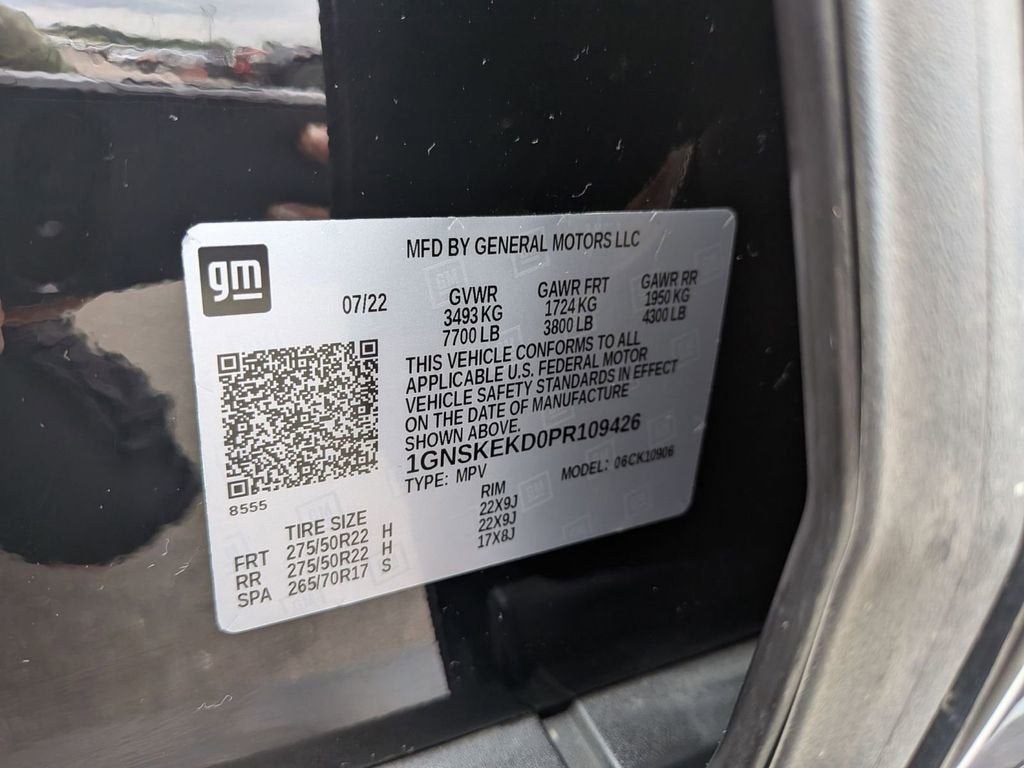 gm
MFD BY GENERAL MOTORS LLC
07/22
GVWR GAWR FRT GAWR RR
3493 KG 1724 KG 1950 KG
7700 LB 3800 LB 4300 LB
THIS VEHICLE CONFORMS TO ALL
APPLICABLE U.S. FEDERAL MOTOR
VEHICLE SAFETY STANDARDS IN EFFECT
ON THE DATE OF MANUFACTURE
SHOWN ABOVE.
1GNSKEKD0PR109426
TYPE: MPV MODEL: 06CK10906
8555
TIRE SIZE RIM
FRT 275/50R22 H 22X9J
RR 275/50R22 H 22X9J
SPA 265/70R17 S 17X8J